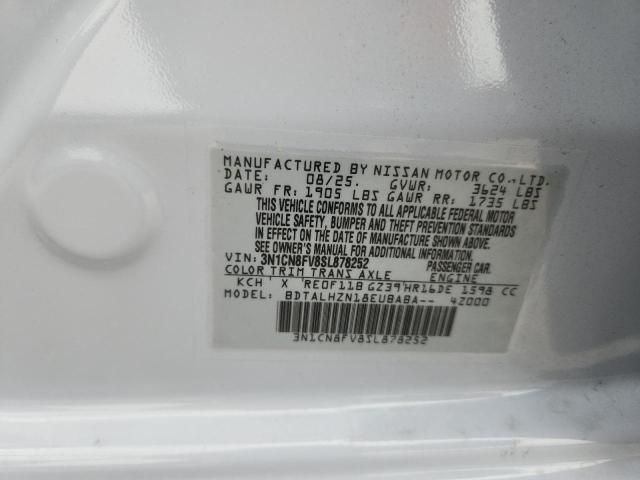 MANUFACTURED BY NISSAN MOTOR CO.,LTD.
DATE: 08/25. GVWR: 3624 LBS
GAWR FR: 1905 LBS GAWR RR: 1735 LBS
THIS VEHICLE CONFORMS TO ALL APPLICABLE FEDERAL MOTOR
VEHICLE SAFETY, BUMPER AND THEFT PREVENTION STANDARDS
IN EFFECT ON THE DATE OF MANUFACTURE SHOWN ABOVE.
SEE OWNER'S MANUAL FOR ADDITIONAL INFORMATION.
VIN: 3N1CN8FV8SL878252 PASSENGER CAR.
COLOR TRIM TRANS AXLE ENGINE
KCH X RE0F11B GZ39 HR16DE 1598 CC
BDTALHZN18EUBABA-- 4Z000
3N1CN8FV8SL878252